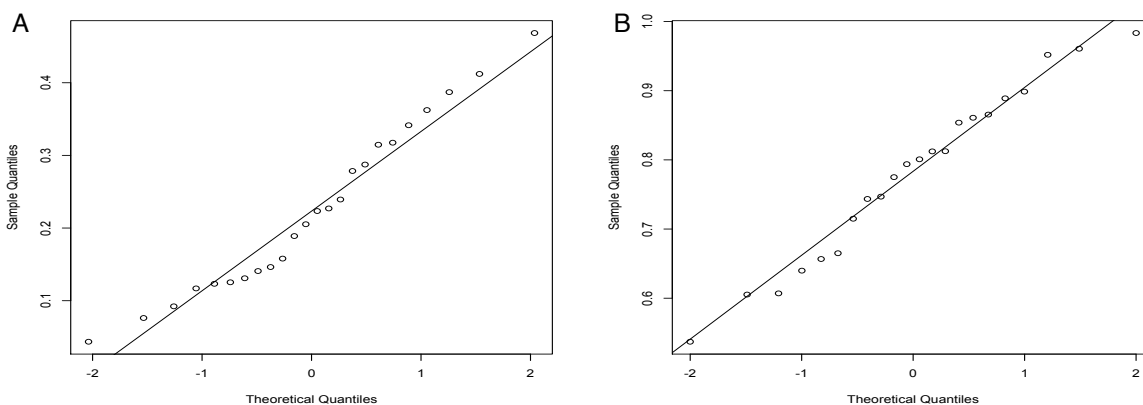 A
Sample Quantiles
0.4
0.3
0.2
0.1
-2 -1 0 1 2
Theoretical Quantiles
B
Sample Quantiles
1.0
0.9
0.8
0.7
0.6
-2 -1 0 1 2
Theoretical Quantiles